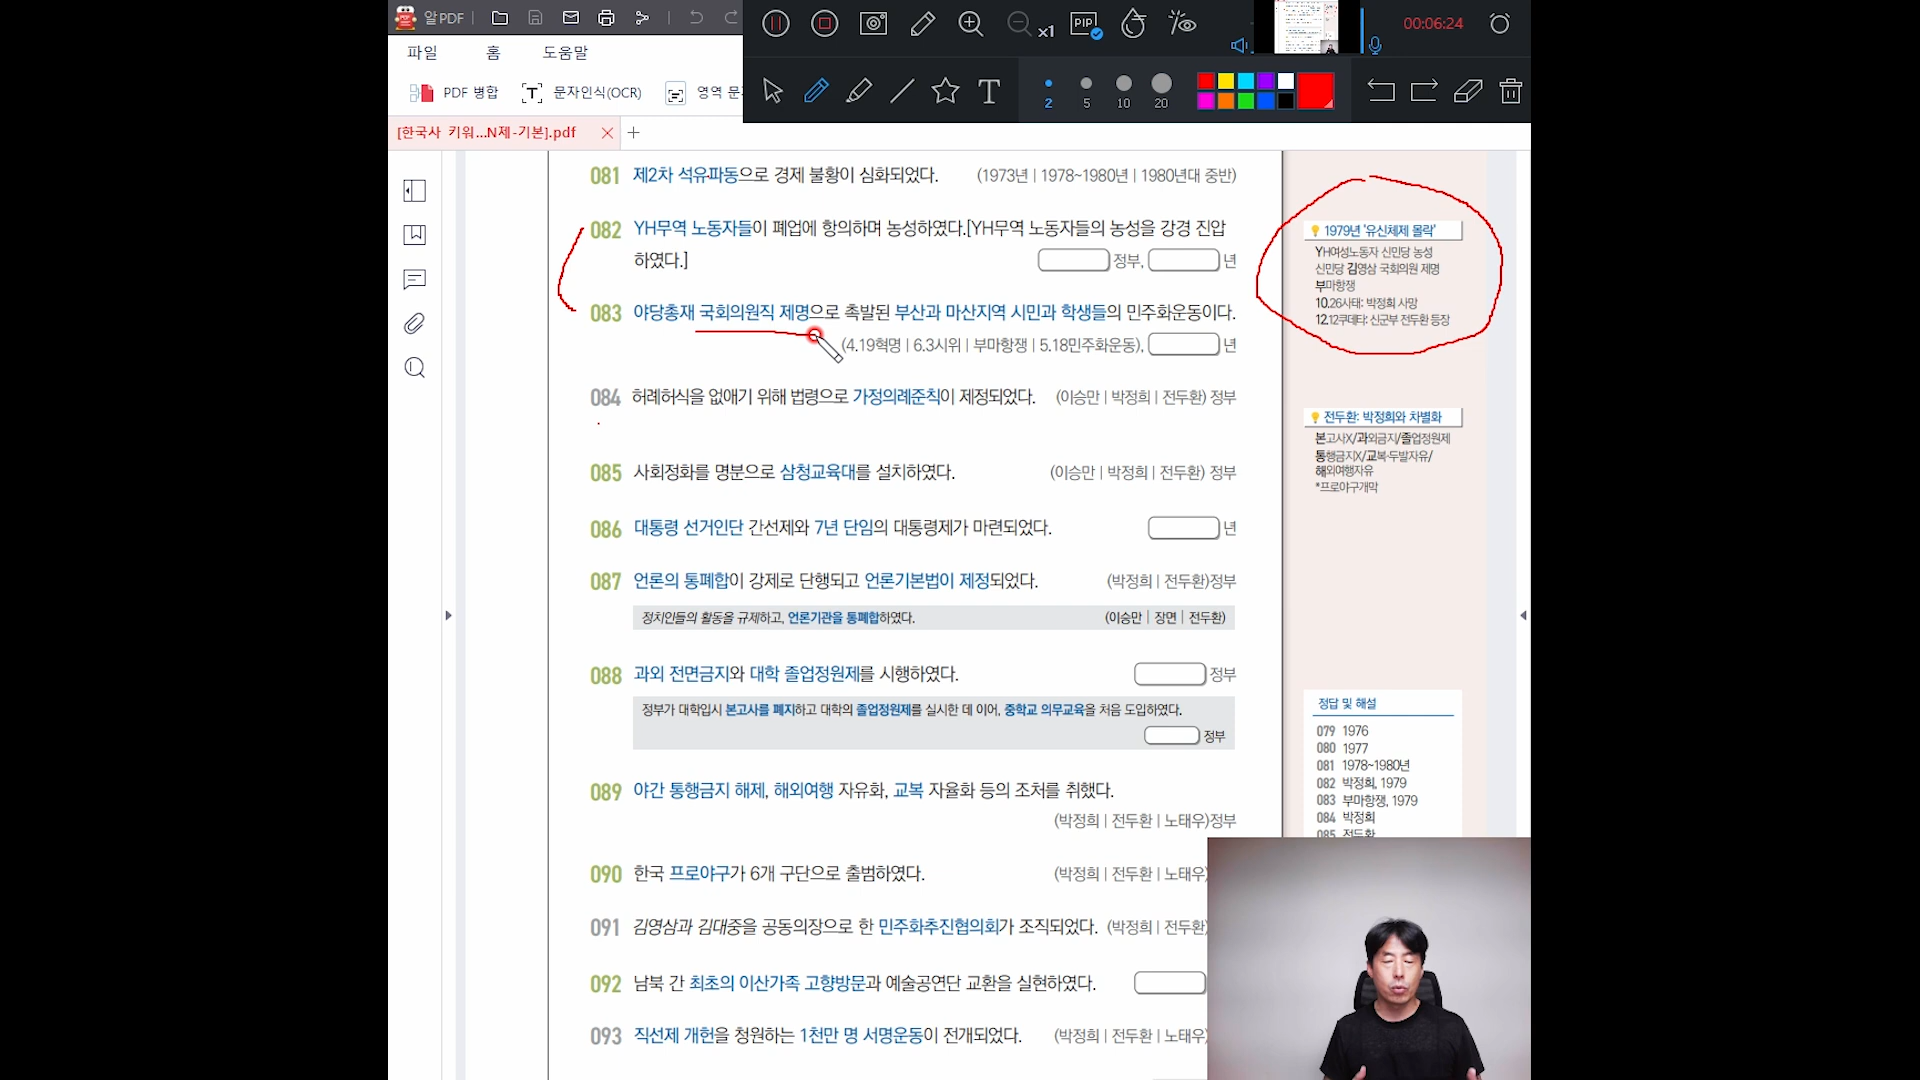 알PDF
x1
PIP
00:06:24
파일 홈 도움말
PDF 병합 문자인식(OCR) 영역 문
T
2 5 10 20
[한국사 키워...N제-기본].pdf
081 제2차 석유파동으로 경제 불황이 심화되었다. (1973년 | 1978~1980년 | 1980년대 중반)
082 YH무역 노동자들이 폐업에 항의하며 농성하였다.[YH무역 노동자들의 농성을 강경 진압
하였다.] 정부, 년
083 야당총재 국회의원직 제명으로 촉발된 부산과 마산지역 시민과 학생들의 민주화운동이다.
(4.19혁명 | 6.3시위 | 부마항쟁 | 5.18민주화운동), 년
084 허례허식을 없애기 위해 법령으로 가정의례준칙이 제정되었다. (이승만 | 박정희 | 전두환) 정부
085 사회정화를 명분으로 삼청교육대를 설치하였다. (이승만 | 박정희 | 전두환) 정부
086 대통령 선거인단 간선제와 7년 단임의 대통령제가 마련되었다. 년
087 언론의 통폐합이 강제로 단행되고 언론기본법이 제정되었다. (박정희 | 전두환)정부
정치인들의 활동을 규제하고, 언론기관을 통폐합하였다. (이승만 | 장면 | 전두환)
088 과외 전면금지와 대학 졸업정원제를 시행하였다. 정부
정부가 대학입시 본고사를 폐지하고 대학의 졸업정원제를 실시한 데 이어, 중학교 의무교육을 처음 도입하였다.
정부
089 야간 통행금지 해제, 해외여행 자유화, 교복 자율화 등의 조처를 취했다.
(박정희 | 전두환 | 노태우)정부
090 한국 프로야구가 6개 구단으로 출범하였다. (박정희 | 전두환 | 노태우)
091 김영삼과 김대중을 공동의장으로 한 민주화추진협의회가 조직되었다. (박정희 | 전두환)
092 남북 간 최초의 이산가족 고향방문과 예술공연단 교환을 실현하였다.
093 직선제 개헌을 청원하는 1천만 명 서명운동이 전개되었다. (박정희 | 전두환 | 노태우)
1979년 '유신체제 몰락'
YH여성노동자 신민당 농성
신민당 김영삼 국회의원 제명
부마항쟁
10.26사태: 박정희 사망
12.12쿠데타: 신군부 전두환 등장
전두환: 박정희와 차별화
본고사X/과외금지/졸업정원제
통행금지X/교복·두발자유/
해외여행자유
*프로야구개막
정답 및 해설
079 1976
080 1977
081 1978~1980년
082 박정희, 1979
083 부마항쟁, 1979
084 박정희
085 전두환